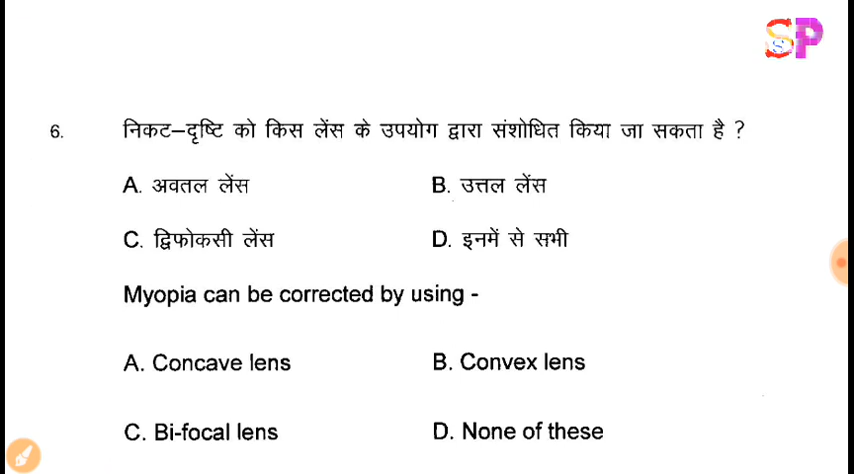 SP
6. निकट–दृष्टि को किस लेंस के उपयोग द्वारा संशोधित किया जा सकता है ?
A. अवतल लेंस B. उत्तल लेंस
C. द्विफोकसी लेंस D. इनमें से सभी
Myopia can be corrected by using -
A. Concave lens B. Convex lens
C. Bi-focal lens D. None of these